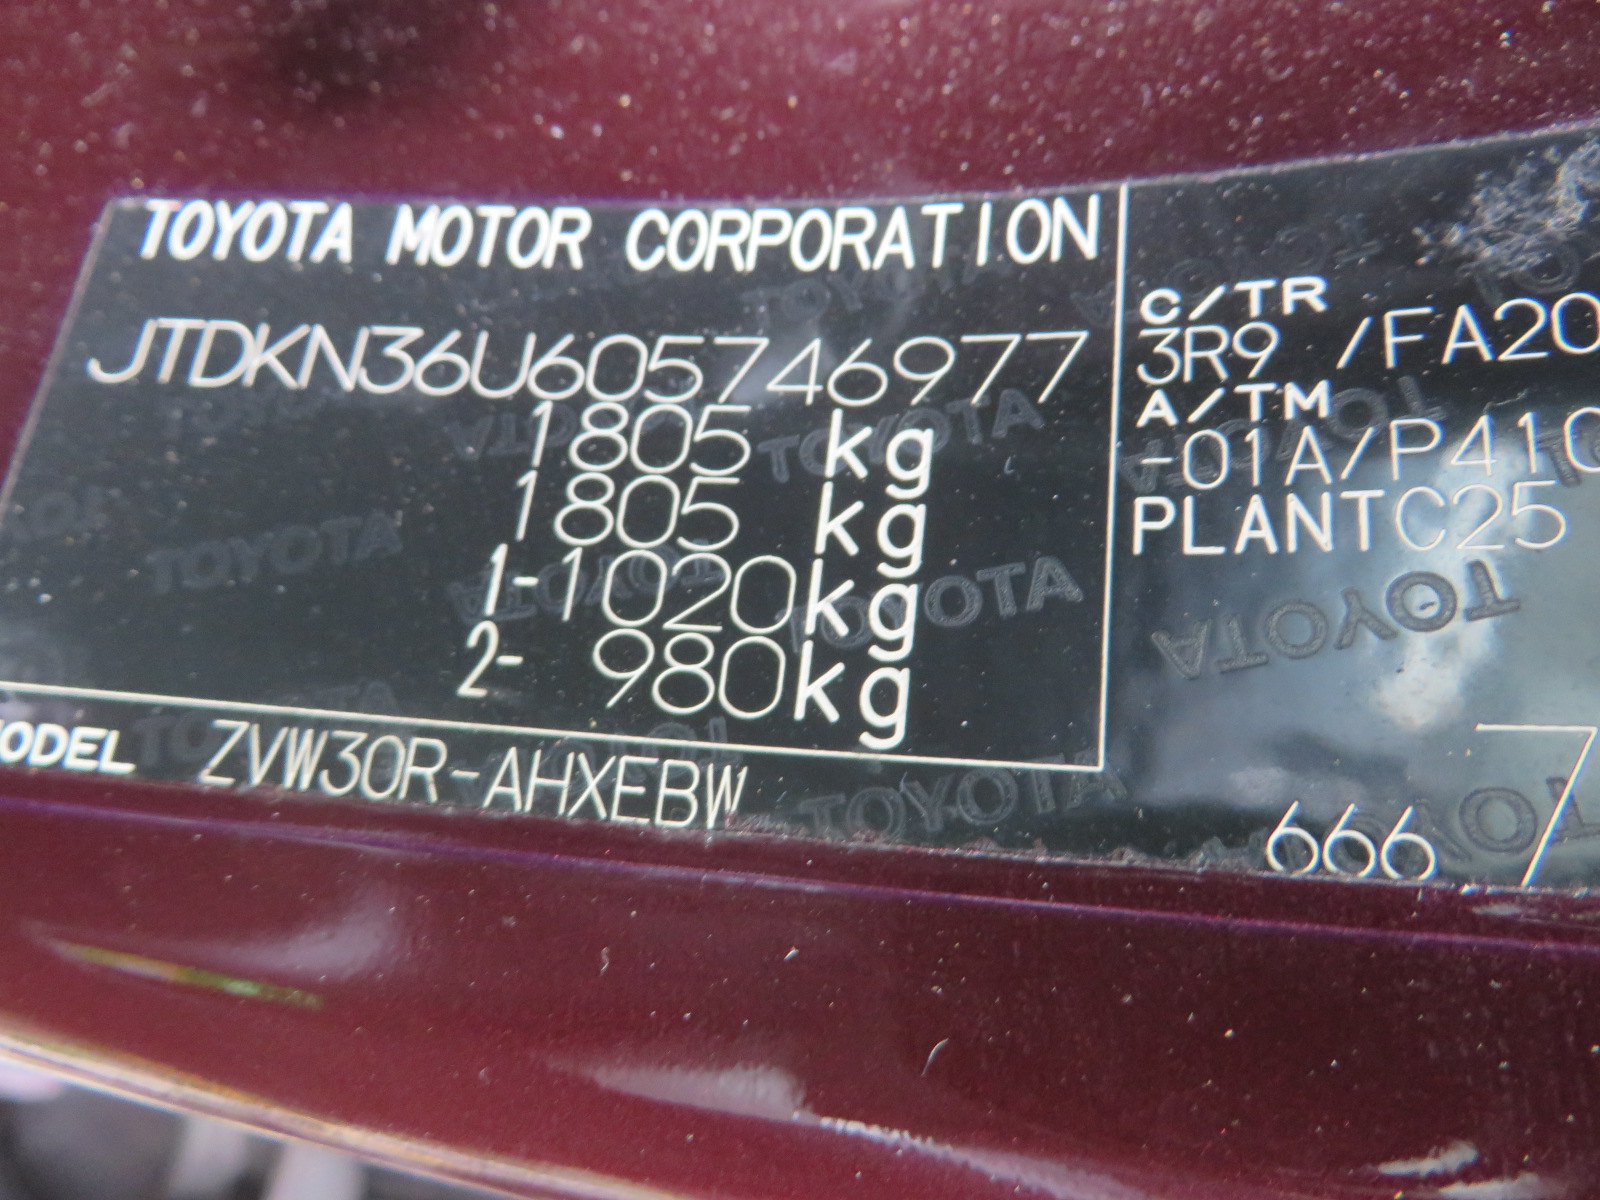 TOYOTA MOTOR CORPORATION
JTDKN36U605746977
1805 kg
1805 kg
1-1020kg
2- 980kg
ODEL ZVW30R-AHXEBW
C/TR
3R9 /FA20
A/TM
-01A/P410
PLANTC25
6667